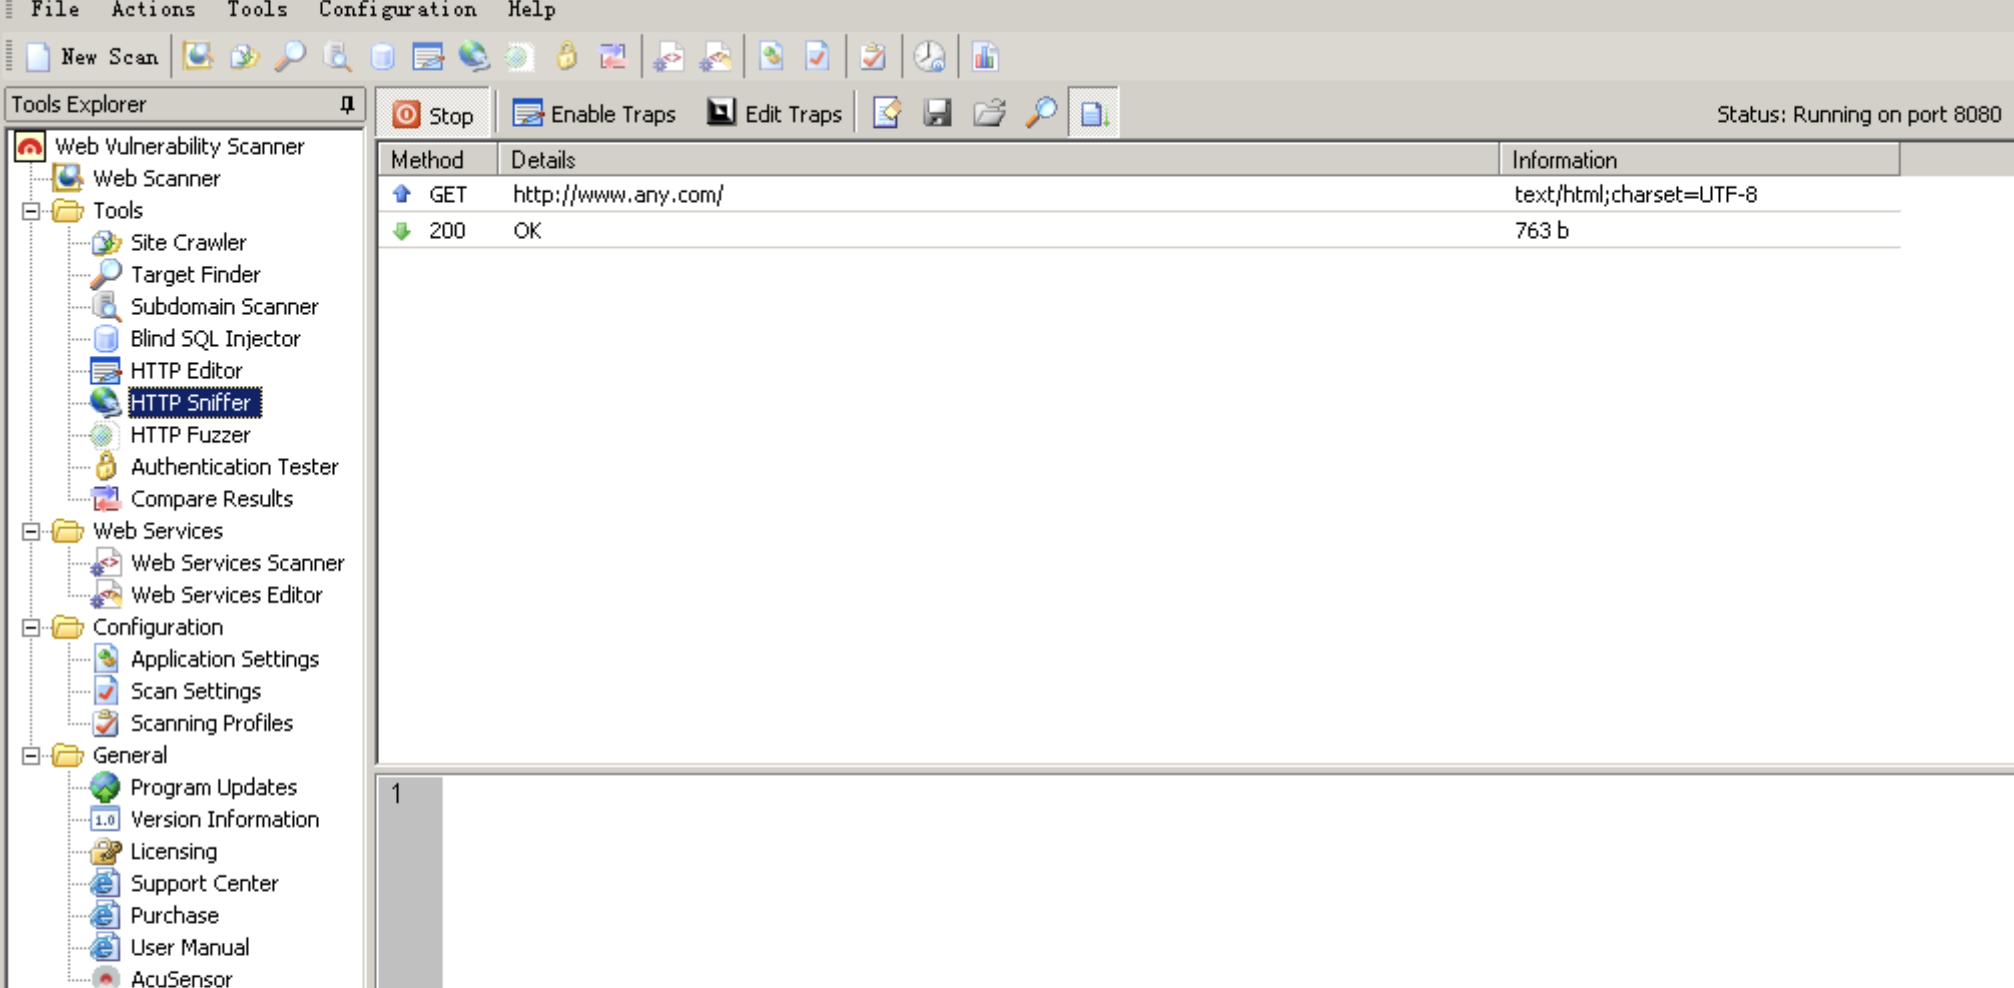 File Actions Tools Configuration Help
New Scan
Tools Explorer
Stop Enable Traps Edit Traps Status: Running on port 8080
Web Vulnerability Scanner
Web Scanner
Tools
Site Crawler
Target Finder
Subdomain Scanner
Blind SQL Injector
HTTP Editor
HTTP Sniffer
HTTP Fuzzer
Authentication Tester
Compare Results
Web Services
Web Services Scanner
Web Services Editor
Configuration
Application Settings
Scan Settings
Scanning Profiles
General
Program Updates
1.0 Version Information
Licensing
Support Center
Purchase
User Manual
AcuSensor
Method Details Information
GET http://www.any.com/ text/html;charset=UTF-8
200 OK 763 b
1